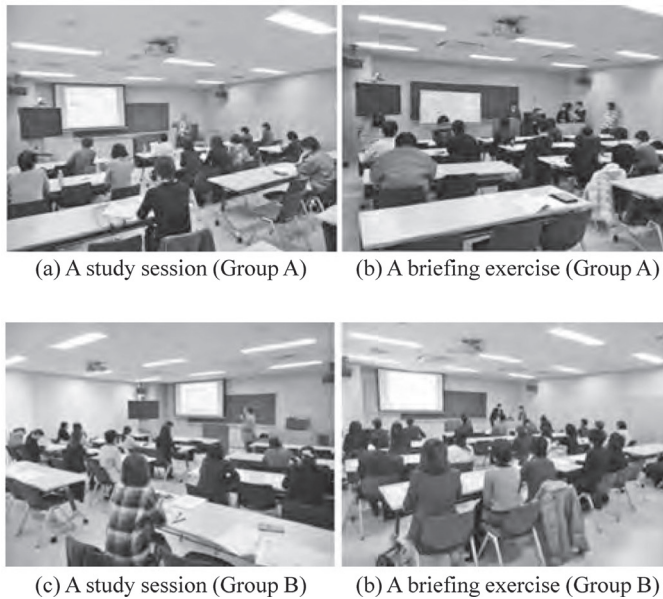 (a) A study session (Group A)
(b) A briefing exercise (Group A)
(c) A study session (Group B)
(b) A briefing exercise (Group B)